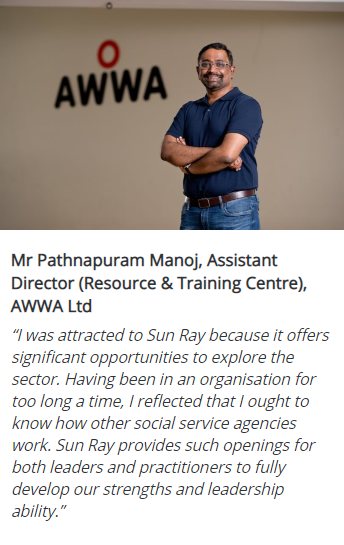 AWWA
Mr Pathnapuram Manoj, Assistant
Director (Resource & Training Centre),
AWWA Ltd
“I was attracted to Sun Ray because it offers
significant opportunities to explore the
sector. Having been in an organisation for
too long a time, I reflected that I ought to
know how other social service agencies
work. Sun Ray provides such openings for
both leaders and practitioners to fully
develop our strengths and leadership
ability.”